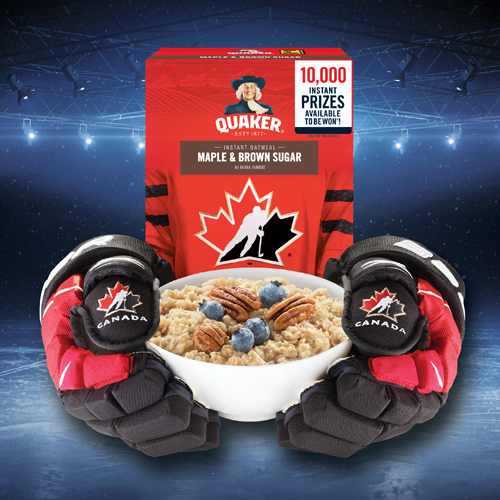 10,000
INSTANT
PRIZES
AVAILABLE
TO BE WON!
QUAKER
EST 1877
INSTANT OATMEAL
MAPLE & BROWN SUGAR
CANADA
CANADA